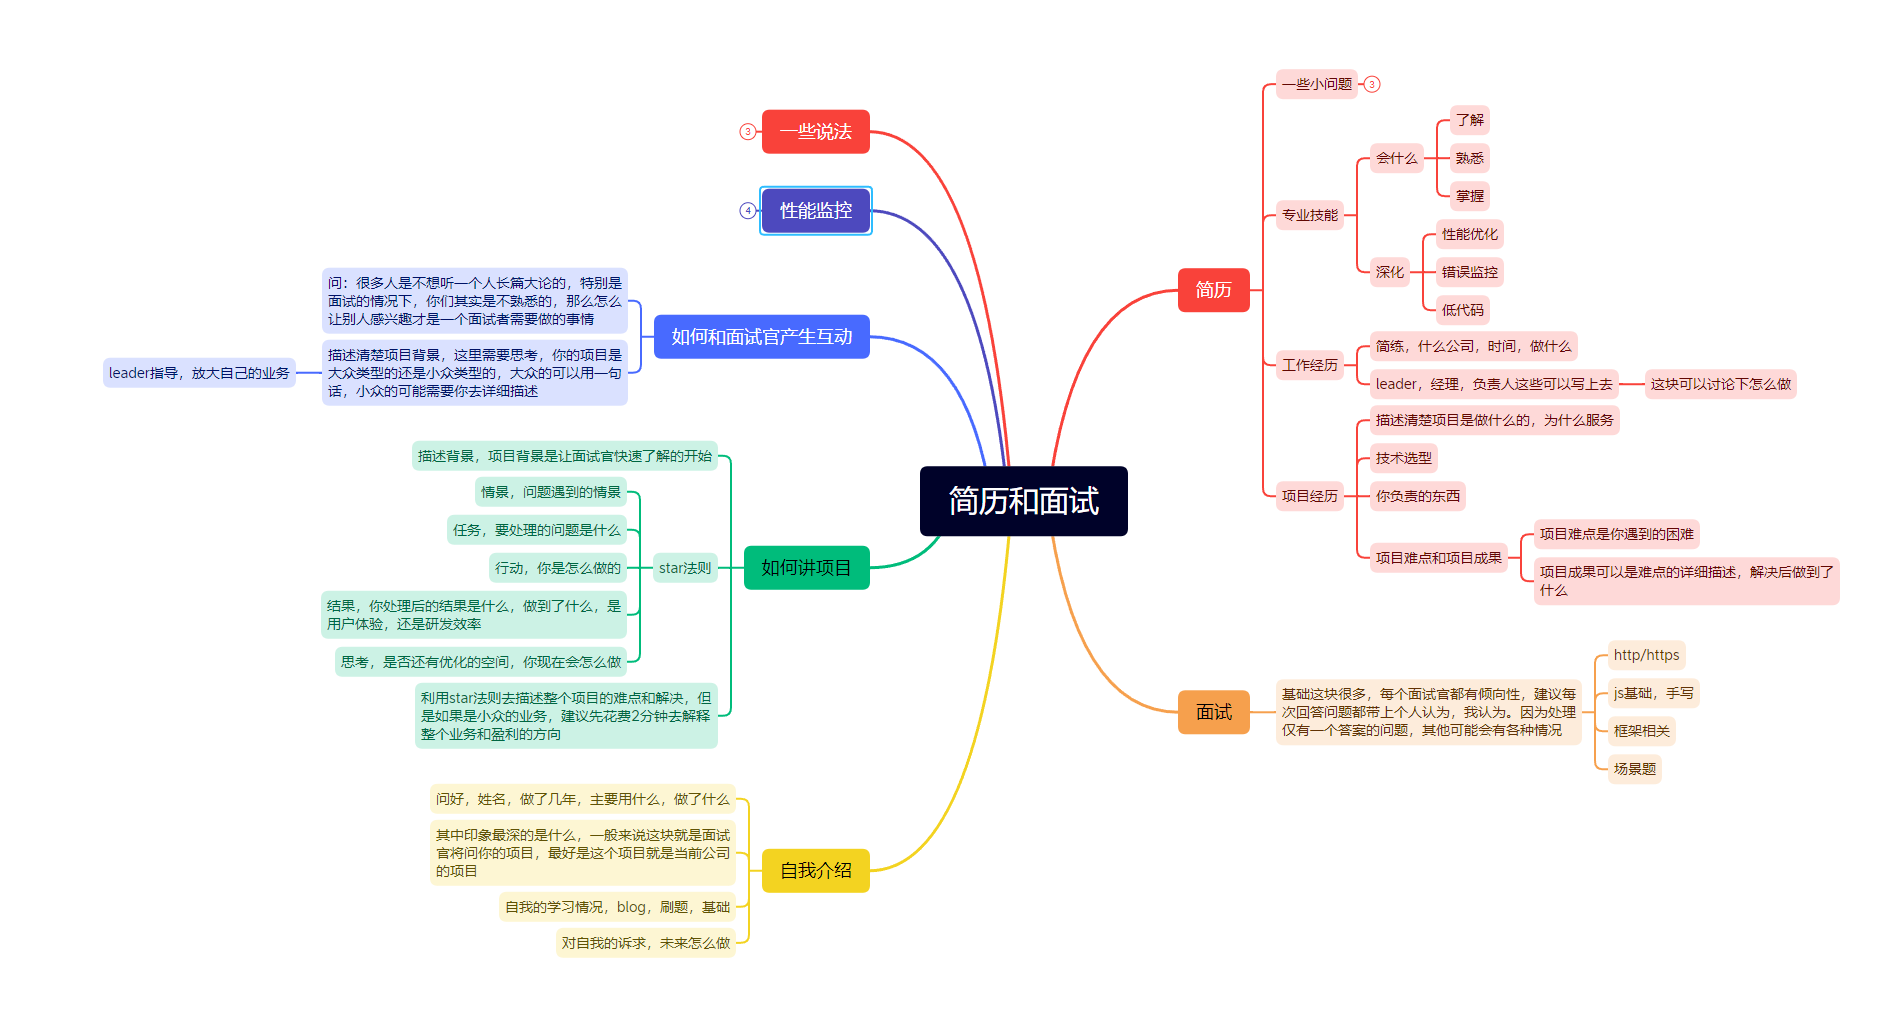 简历和面试
简历
一些小问题
3
专业技能
会什么
了解
熟悉
掌握
深化
性能优化
错误监控
低代码
工作经历
简练，什么公司，时间，做什么
leader，经理，负责人这些可以写上去
这块可以讨论下怎么做
项目经历
描述清楚项目是做什么的，为什么服务
技术选型
你负责的东西
项目难点和项目成果
项目难点是你遇到的困难
项目成果可以是难点的详细描述，解决后做到了
什么
面试
基础这块很多，每个面试官都有倾向性，建议每
次回答问题都带上个人认为，我认为。因为处理
仅有一个答案的问题，其他可能会有各种情况
http/https
js基础，手写
框架相关
场景题
一些说法
3
性能监控
4
如何和面试官产生互动
问：很多人是不想听一个人长篇大论的，特别是
面试的情况下，你们其实是不熟悉的，那么怎么
让别人感兴趣才是一个面试者需要做的事情
描述清楚项目背景，这里需要思考，你的项目是
大众类型的还是小众类型的，大众的可以用一句
话，小众的可能需要你去详细描述
leader指导，放大自己的业务
如何讲项目
描述背景，项目背景是让面试官快速了解的开始
star法则
情景，问题遇到的情景
任务，要处理的问题是什么
行动，你是怎么做的
结果，你处理后的结果是什么，做到了什么，是
用户体验，还是研发效率
思考，是否还有优化的空间，你现在会怎么做
利用star法则去描述整个项目的难点和解决，但
是如果是小众的业务，建议先花费2分钟去解释
整个业务和盈利的方向
自我介绍
问好，姓名，做了几年，主要用什么，做了什么
其中印象最深的是什么，一般来说这块就是面试
官将问你的项目，最好是这个项目就是当前公司
的项目
自我的学习情况，blog，刷题，基础
对自我的诉求，未来怎么做